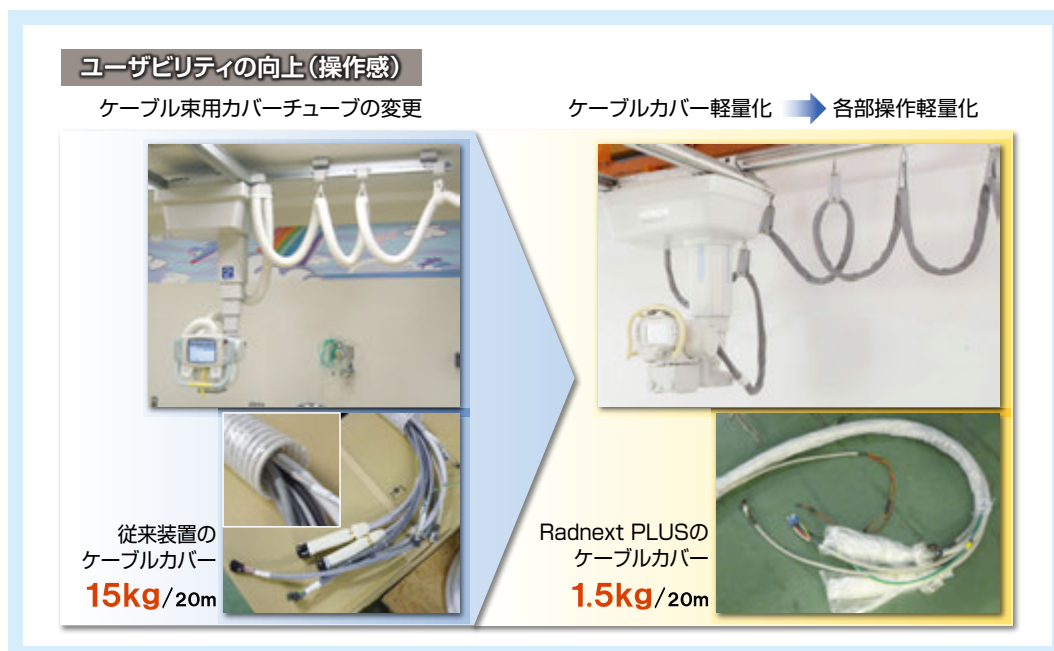 ユーザビリティの向上（操作感）
ケーブル束用カバーチューブの変更
ケーブルカバー軽量化 各部操作軽量化
2
従来装置の
ケーブルカバー
15kg/20m
Radnext PLUSの
ケーブルカバー
1.5kg/20m